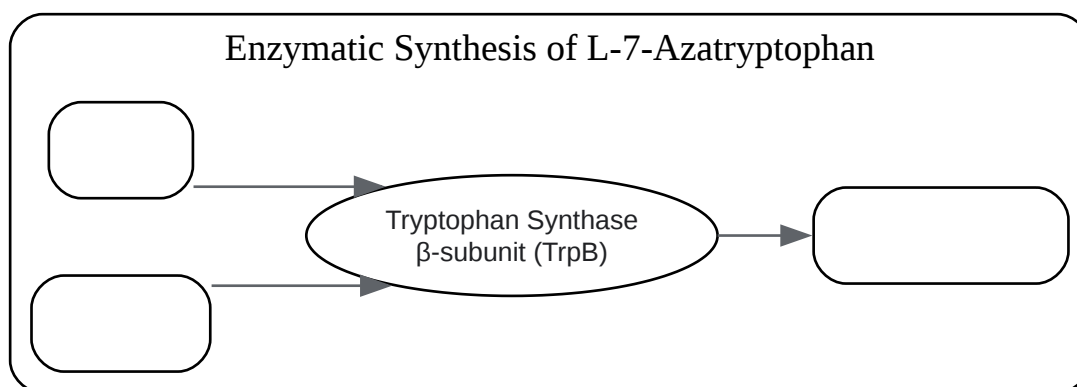 Enzymatic Synthesis of L-7-Azatryptophan
Tryptophan Synthase
β-subunit (TrpB)